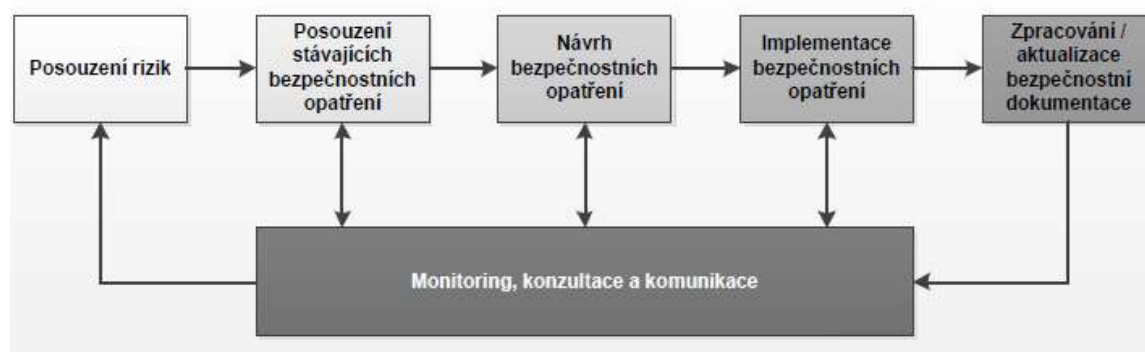 Posouzení rizik
Posouzení
stávajících
bezpečnostních
opatření
Návrh
bezpečnostních
opatření
Implementace
bezpečnostních
opatření
Zpracování /
aktualizace
bezpečnostní
dokumentace
Monitoring, konzultace a komunikace